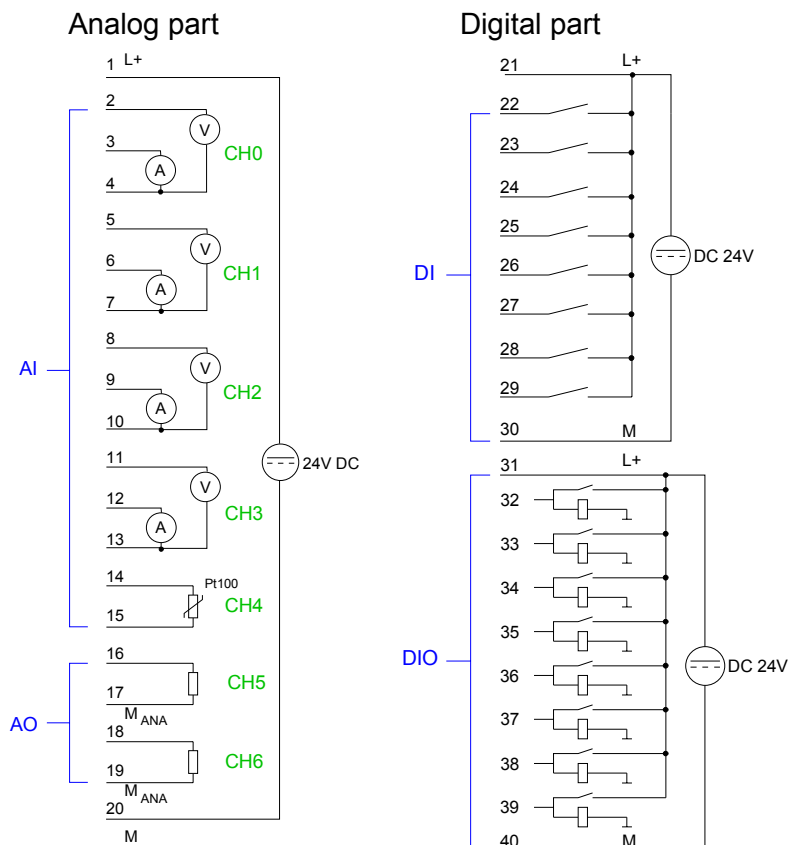 Analog part
1 L+
2
V
3
CH0
A
4
5
V
6
CH1
A
7
8
V
AI
9
CH2
A
10
11
24V DC
V
12
CH3
A
13
14
Pt100
CH4
15
16
CH5
17
M ANA
AO
18
CH6
19
M ANA
20
M
Digital part
21 L+
22
23
24
25
DC 24V
DI
26
27
28
29
30 M
31 L+
32
33
34
35
DIO
DC 24V
36
37
38
39
40 M